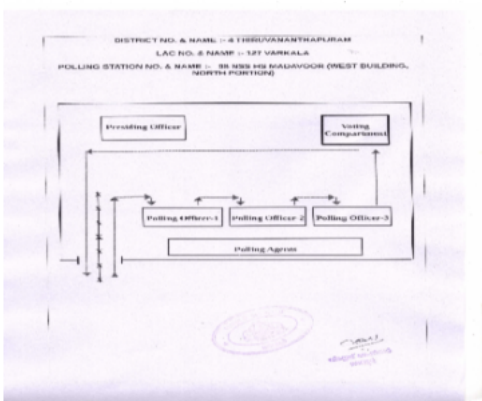 DISTRICT NO. & NAME :- 4 THIRUVANANTHAPURAM
LAC NO. & NAME :- 127 VARKALA
POLLING STATION NO. & NAME :- 98 NSS HS MADAVOOR (WEST BUILDING, NORTH PORTION)
Presiding Officer
Voting Compartment
Polling Officer-1
Polling Officer-2
Polling Officer-3
Polling Agents